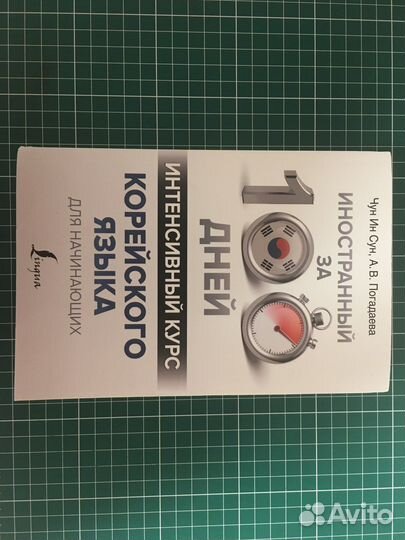 Чун Ин Сун, А. В. Погадаева
ИНОСТРАННЫЙ
ЗА
100
ДНЕЙ
ИНТЕНСИВНЫЙ КУРС
КОРЕЙСКОГО
ЯЗЫКА
ДЛЯ НАЧИНАЮЩИХ
Lingua
Avito